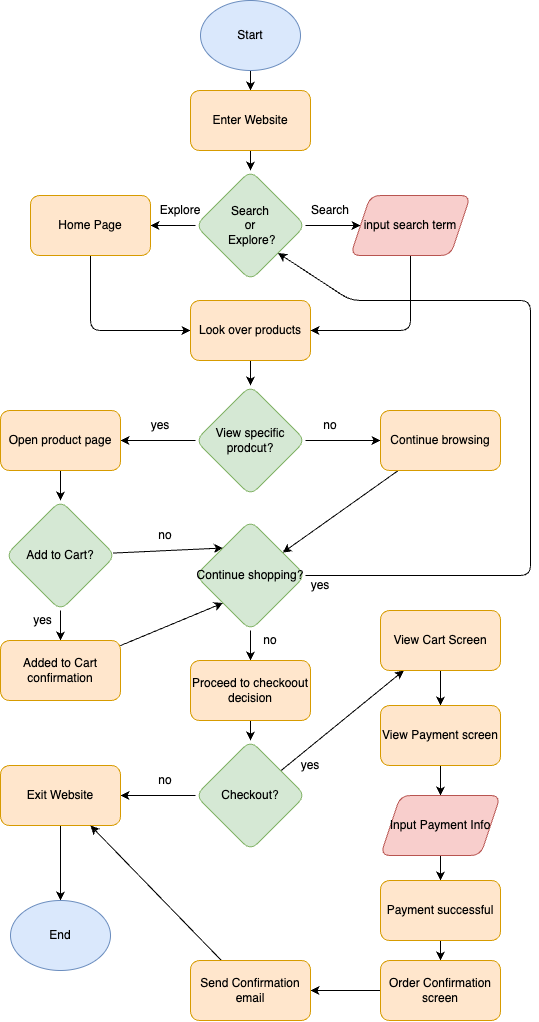 Start
Enter Website
Explore
Search
Search
or
Explore?
Home Page
input search term
Look over products
yes
no
View specific
prodcut?
Open product page
Continue browsing
Add to Cart?
no
Continue shopping?
yes
yes
Added to Cart
confirmation
no
View Cart Screen
Proceed to checkout
decision
View Payment screen
yes
no
Exit Website
Checkout?
Input Payment Info
Payment successful
End
Send Confirmation
email
Order Confirmation
screen